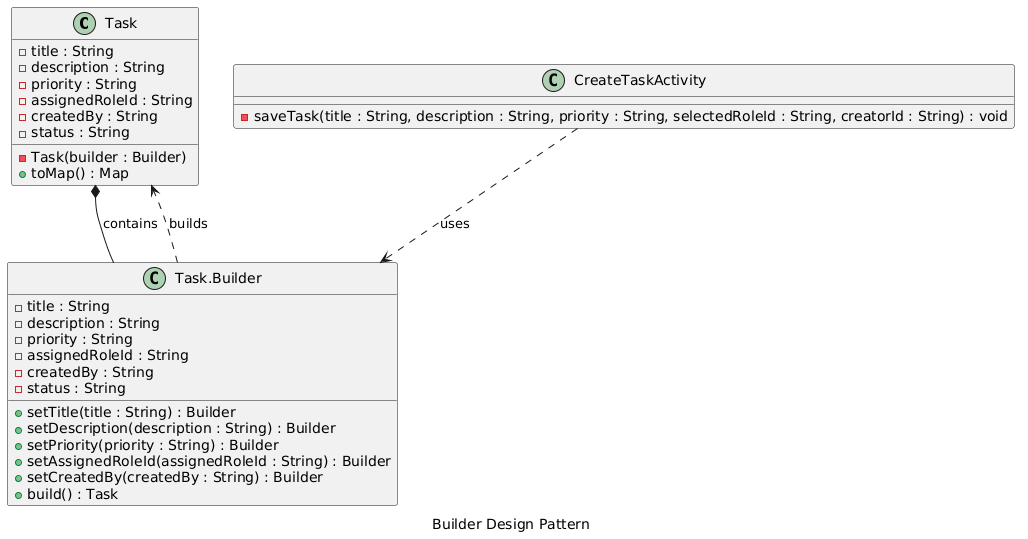 C Task
title : String
description : String
priority : String
assignedRoleId : String
createdBy : String
status : String
Task(builder : Builder)
toMap() : Map
C CreateTaskActivity
saveTask(title : String, description : String, priority : String, selectedRoleId : String, creatorId : String) : void
contains
builds
uses
C Task.Builder
title : String
description : String
priority : String
assignedRoleId : String
createdBy : String
status : String
setTitle(title : String) : Builder
setDescription(description : String) : Builder
setPriority(priority : String) : Builder
setAssignedRoleId(assignedRoleId : String) : Builder
setCreatedBy(createdBy : String) : Builder
build() : Task
Builder Design Pattern